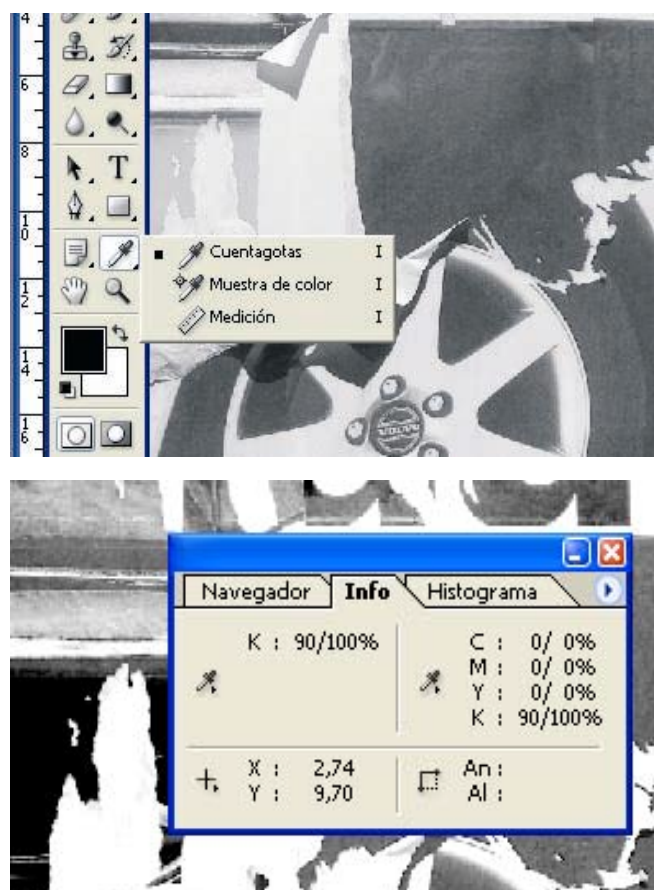 4
6
8
T
1
0
Cuentagotas I
1
2
Muestra de color I
Medición I
1
4
1
6
VOLVO
Navegador Info Histograma
K : 90/100%
C : 0/ 0%
M : 0/ 0%
Y : 0/ 0%
K : 90/100%
X : 2,74
Y : 9,70
An :
Al :